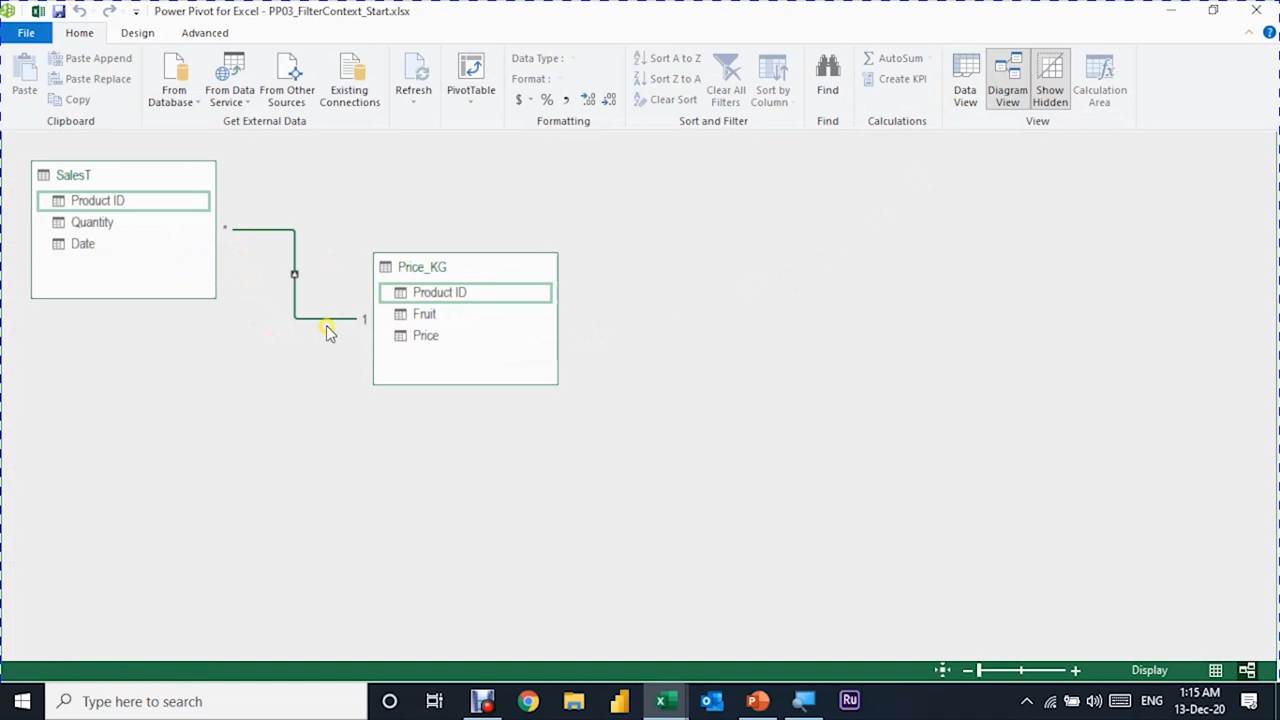 Power Pivot for Excel - PP03_FilterContext_Start.xlsx
File Home Design Advanced
Paste
Paste Append
Paste Replace
Copy
Clipboard
From Database
From Data Service
From Other Sources
Existing Connections
Get External Data
Refresh
PivotTable
Data Type :
Format :
$ % ,
Formatting
Sort A to Z
Sort Z to A
Clear Sort
Clear All Filters
Sort by Column
Sort and Filter
Find
Find
AutoSum
Create KPI
Calculations
Data View
Diagram View
Show Hidden
Calculation Area
View
SalesT
Product ID
Quantity
Date
*
1
Price_KG
Product ID
Fruit
Price
Display
Type here to search
Ru
ENG
1:15 AM
13-Dec-20